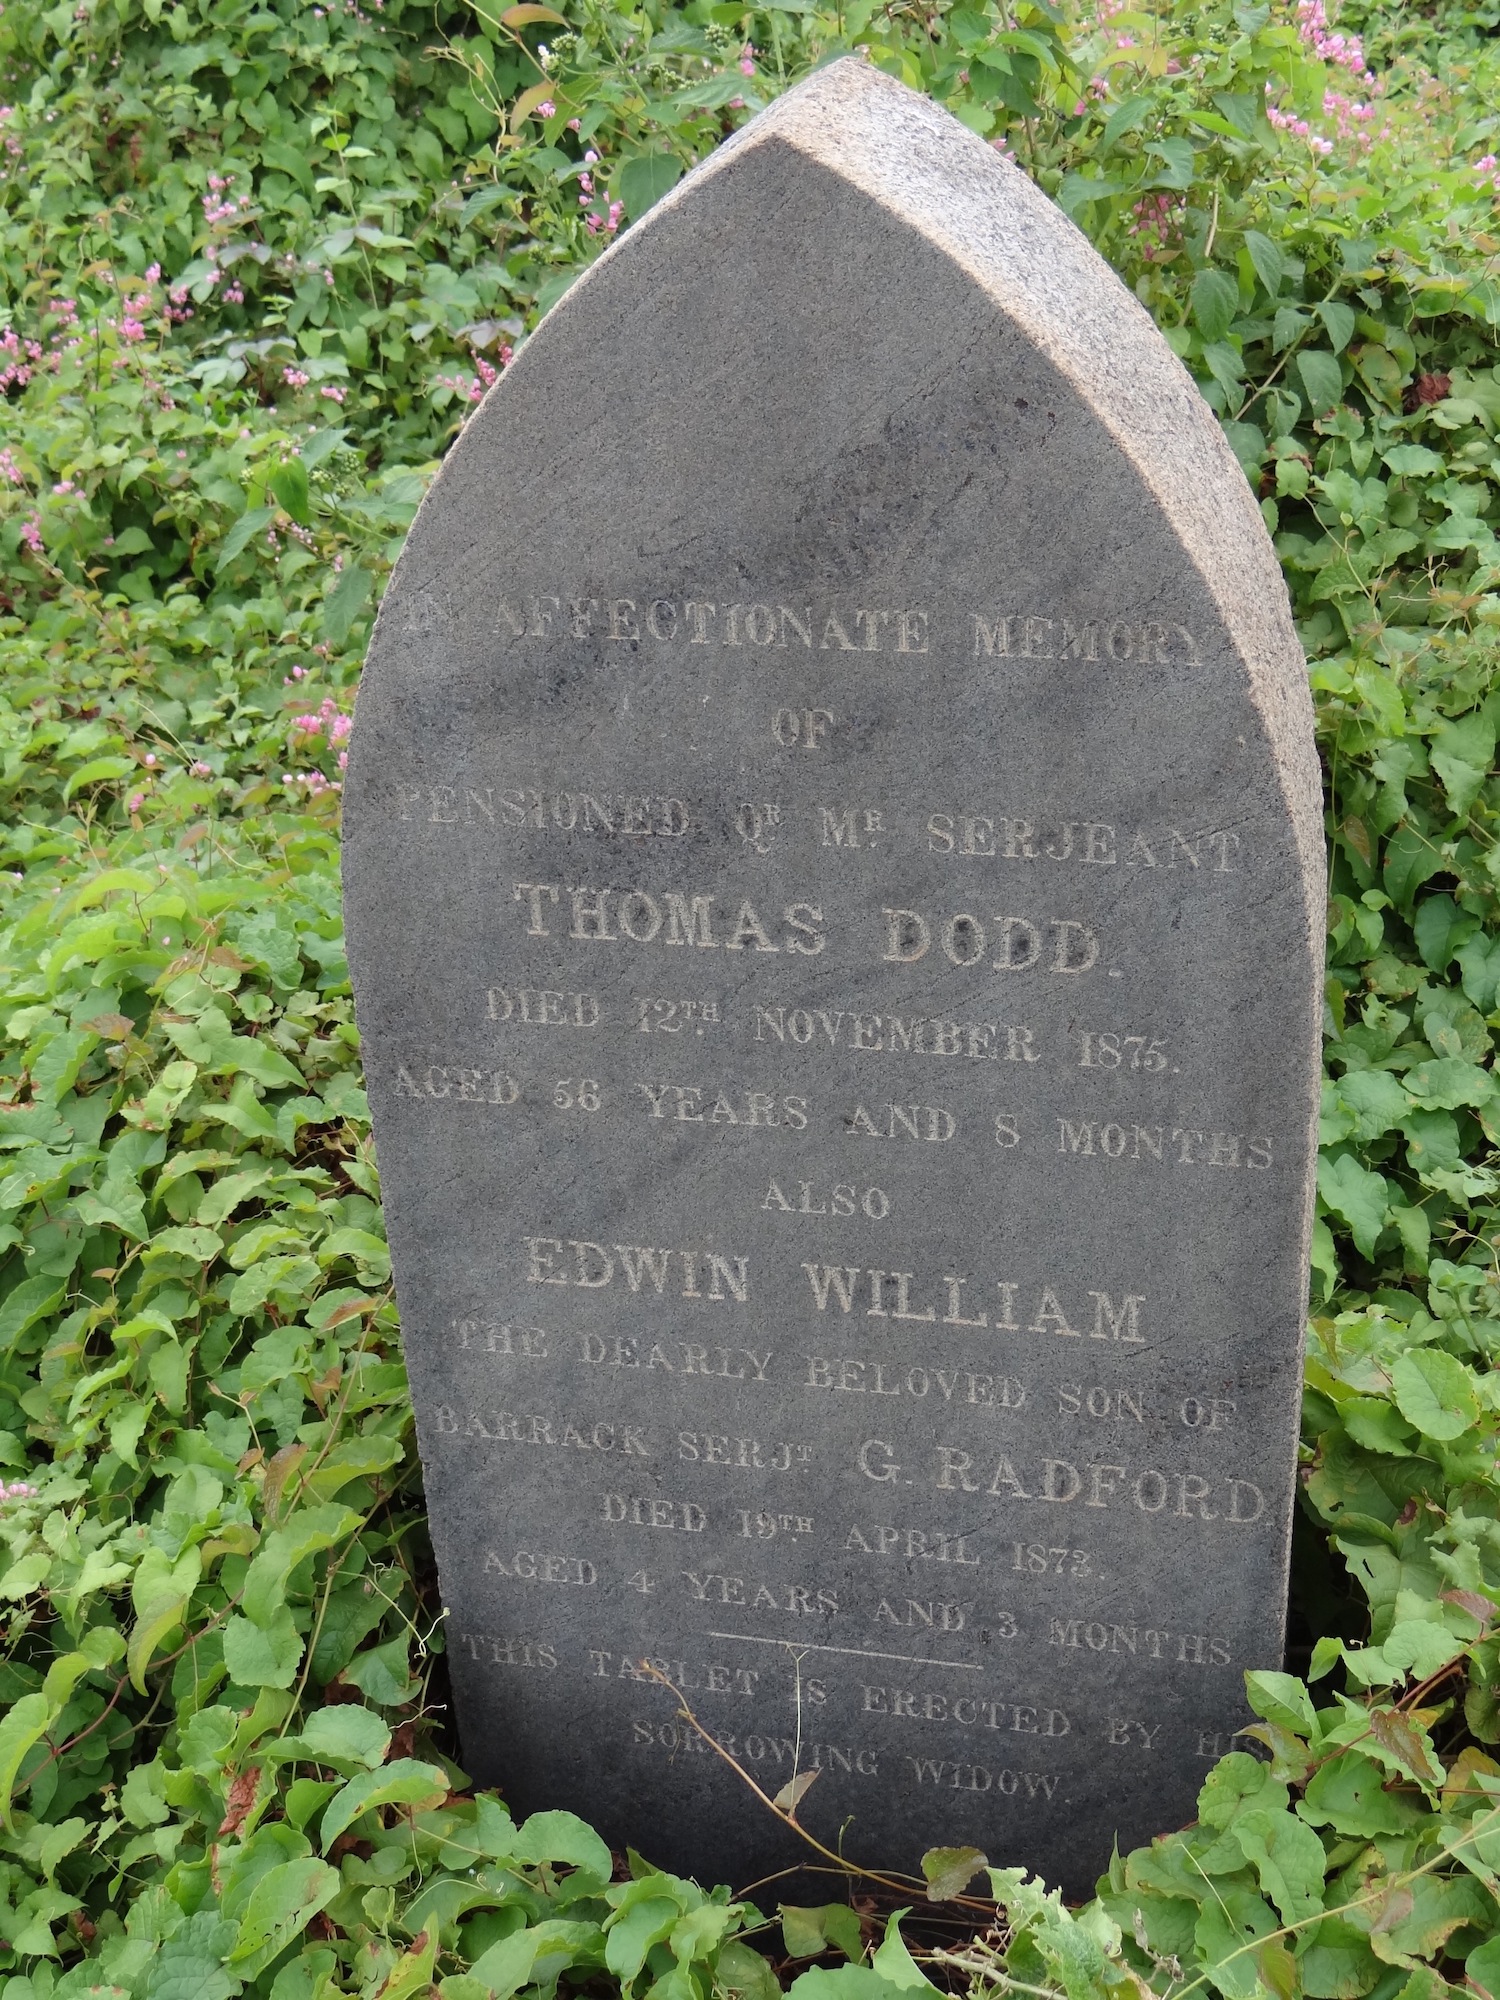 IN AFFECTIONATE MEMORY
OF
PENSIONED QR MR SERJEANT
THOMAS DODD.
DIED 12TH NOVEMBER 1875.
AGED 56 YEARS AND 8 MONTHS
ALSO
EDWIN WILLIAM
THE DEARLY BELOVED SON OF
BARRACK SERJT. G. RADFORD.
DIED 19TH APRIL 1873.
AGED 4 YEARS AND 3 MONTHS
THIS TABLET IS ERECTED BY HIS
SORROWING WIDOW.